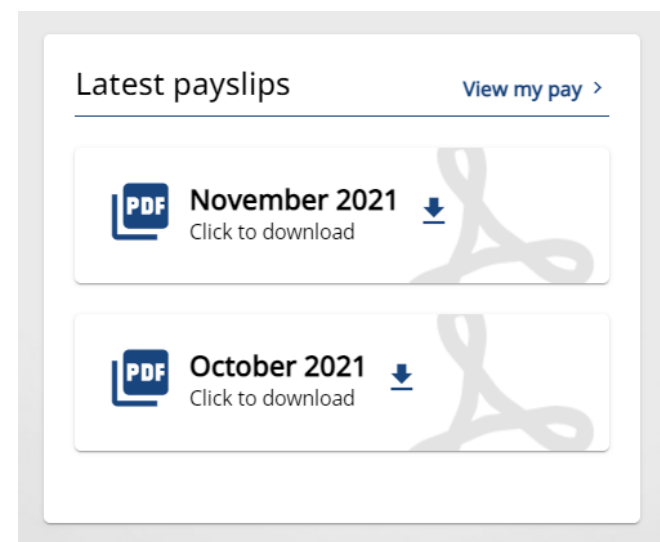 Latest payslips
View my pay
PDF
November 2021
Click to download
PDF
October 2021
Click to download